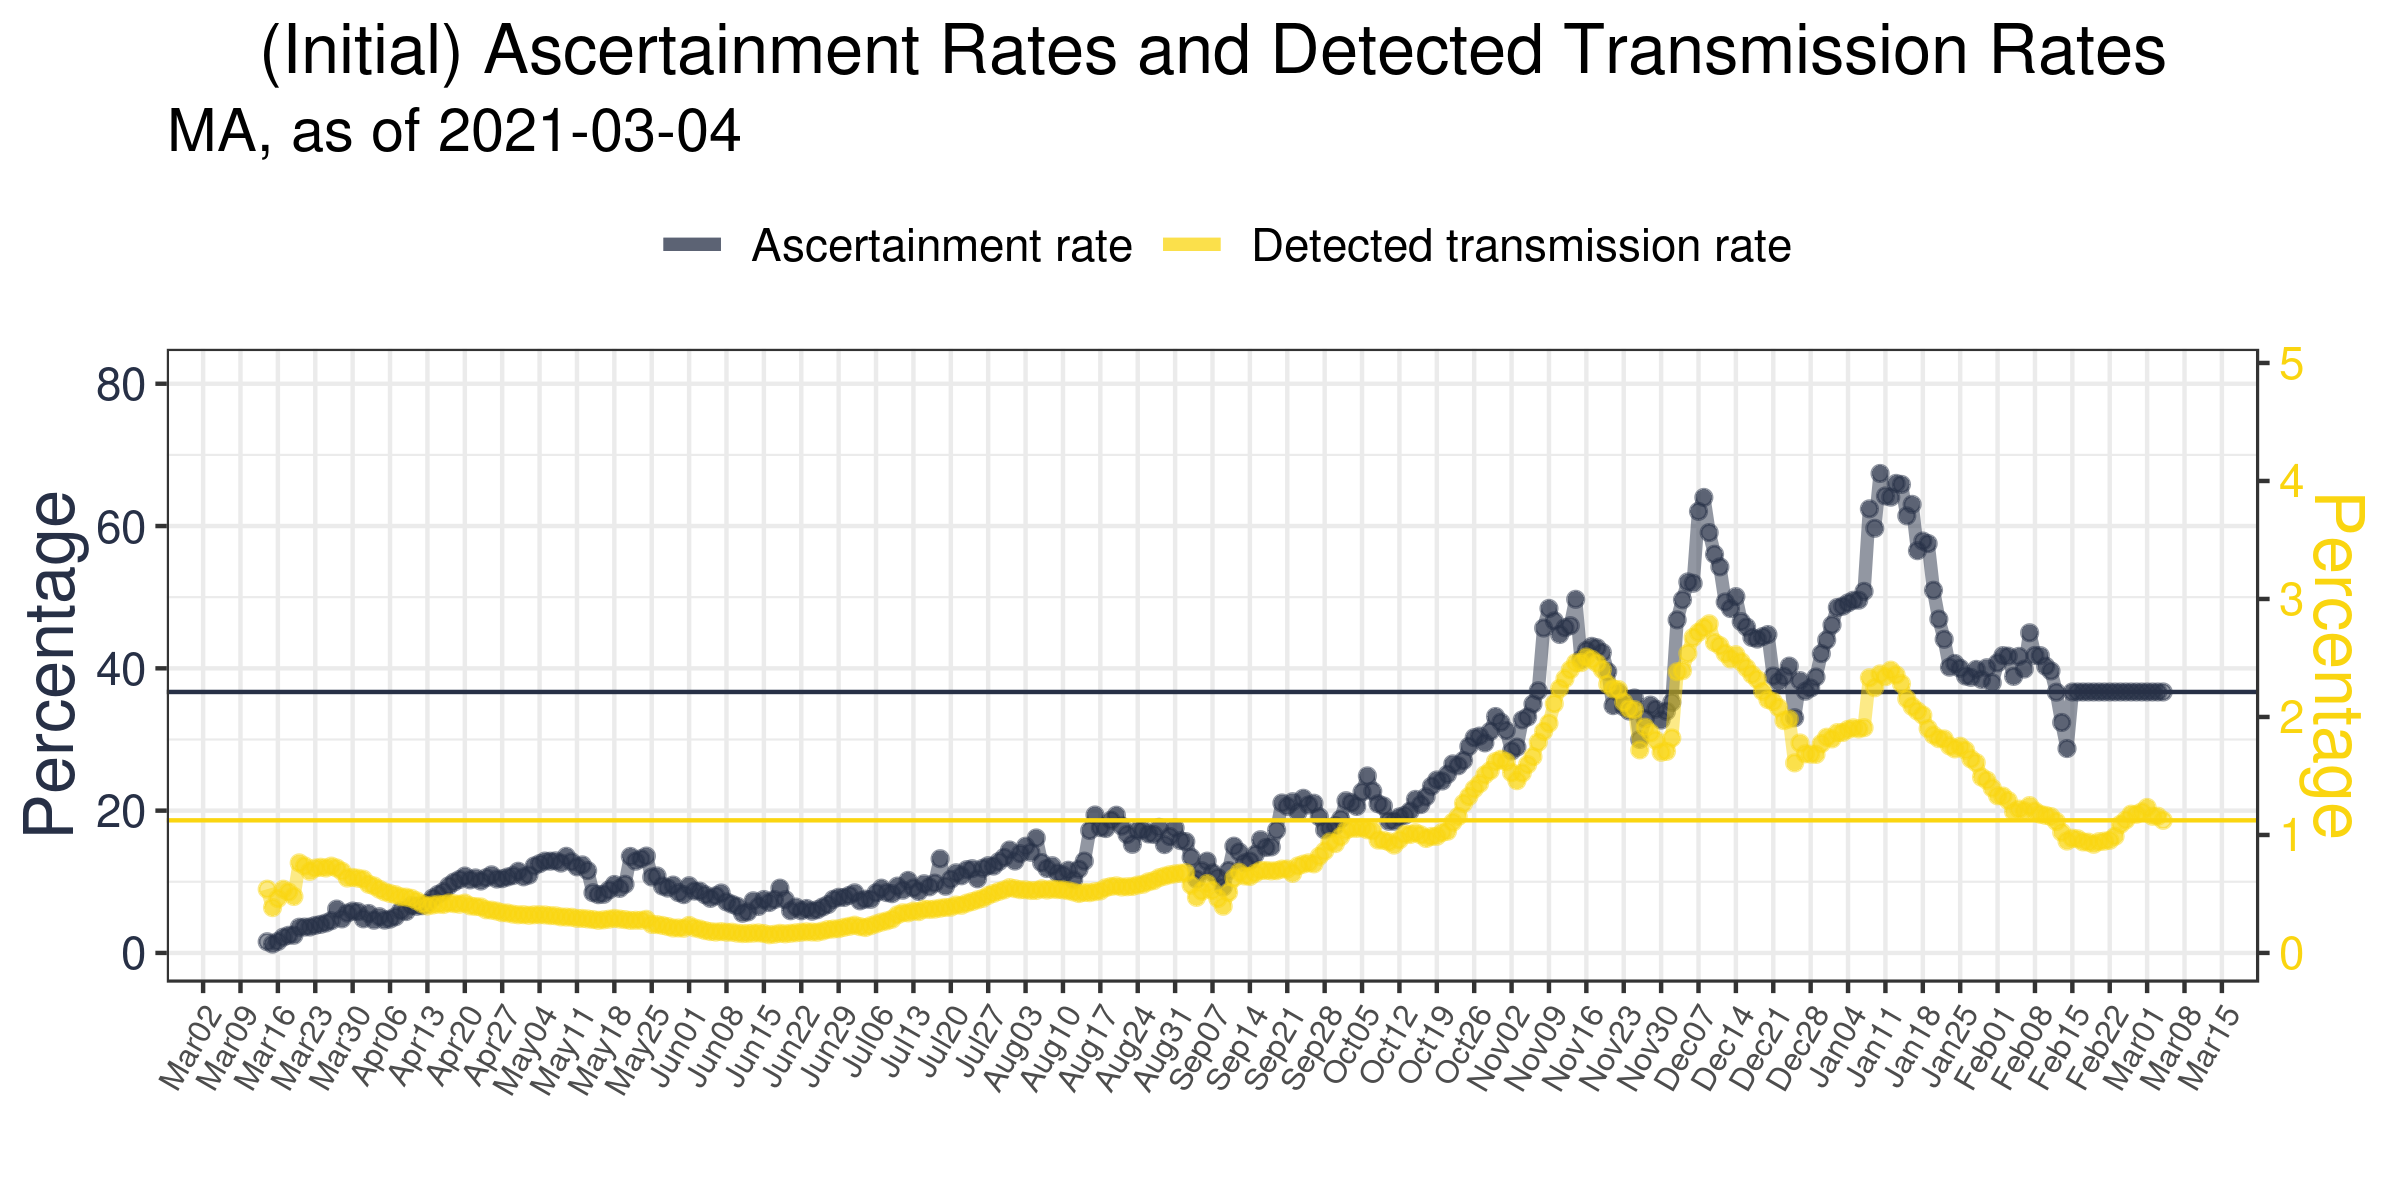 (Initial) Ascertainment Rates and Detected Transmission Rates
MA, as of 2021-03-04
Ascertainment rate Detected transmission rate
Percentage
80
60
40
20
0
5
4
3
2
1
0
Percentage
Mar02 Mar09 Mar16 Mar23 Mar30 Apr06 Apr13 Apr20 Apr27 May04 May11 May18 May25 Jun01 Jun08 Jun15 Jun22 Jun29 Jul06 Jul13 Jul20 Jul27 Aug03 Aug10 Aug17 Aug24 Aug31 Sep07 Sep14 Sep21 Sep28 Oct05 Oct12 Oct19 Oct26 Nov02 Nov09 Nov16 Nov23 Nov30 Dec07 Dec14 Dec21 Dec28 Jan04 Jan11 Jan18 Jan25 Feb01 Feb08 Feb15 Feb22 Mar01 Mar08 Mar15